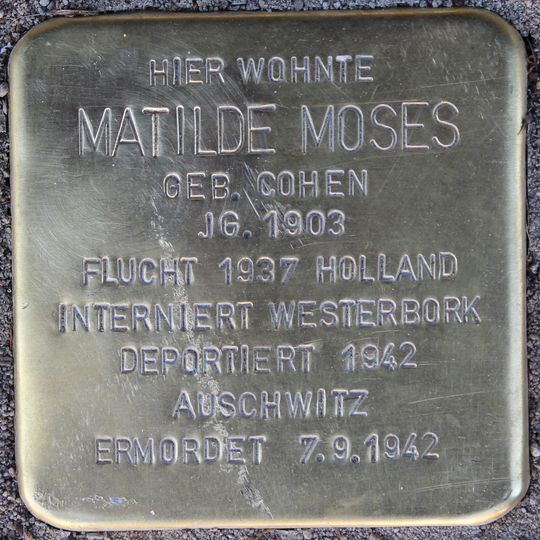 HIER WOHNTE
MATILDE MOSES
GEB. COHEN
JG. 1903
FLUCHT 1937 HOLLAND
INTERNIERT WESTERBORK
DEPORTIERT 1942
AUSCHWITZ
ERMORDET 7.9.1942